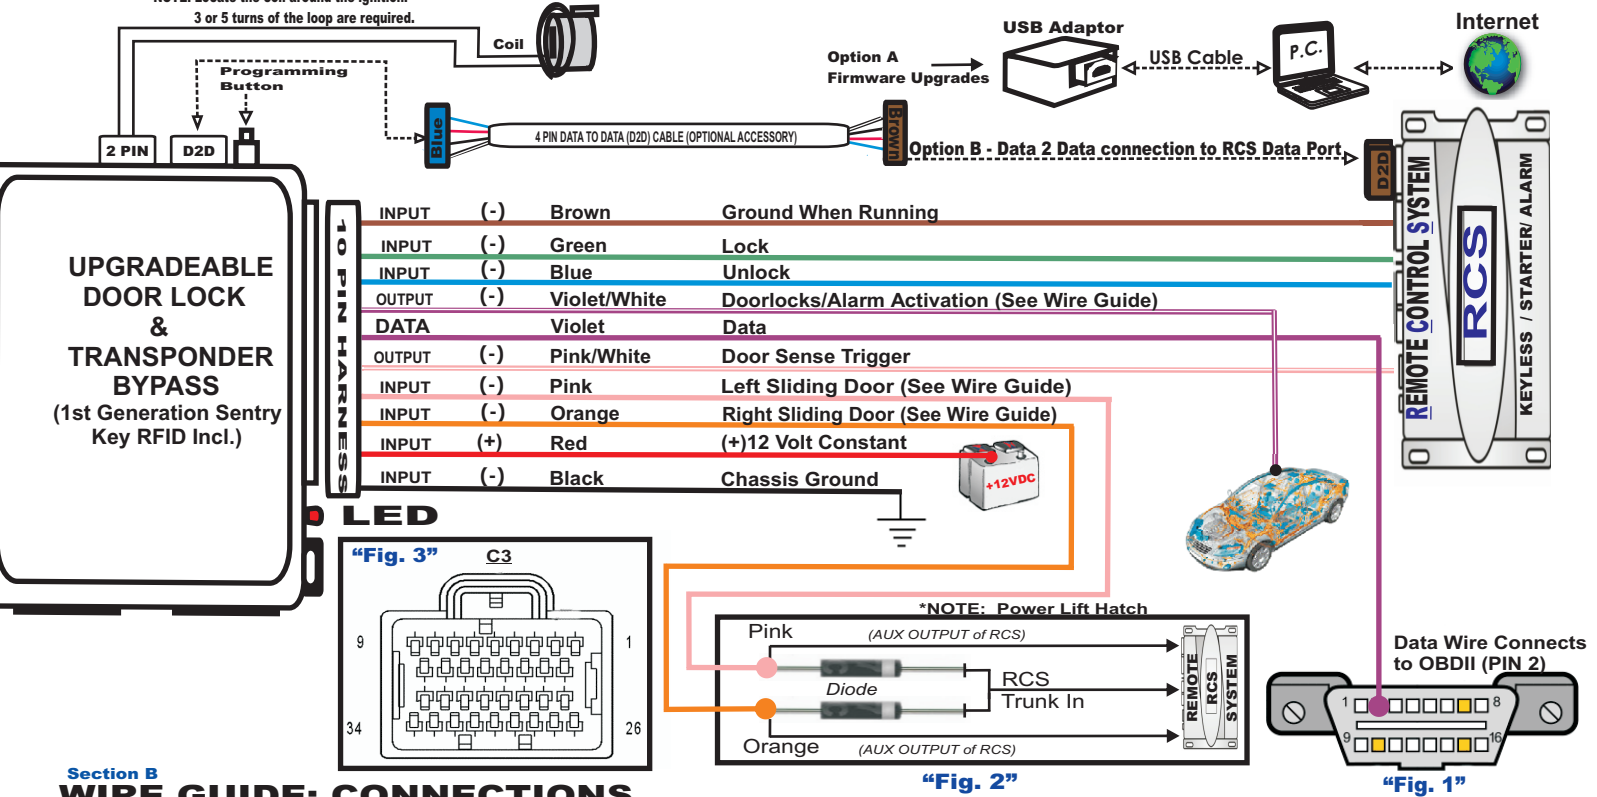 NOTE: Locate the coil around the ignition.
3 or 5 turns of the loop are required.
Coil
Programming
Button
2 PIN
D2D
Blue
4 PIN DATA TO DATA (D2D) CABLE (OPTIONAL ACCESSORY)
Brown
Option A
Firmware Upgrades
USB Adaptor
USB Cable
P.C.
Internet
Option B - Data 2 Data connection to RCS Data Port
D2D
REMOTE CONTROL SYSTEM
RCS
KEYLESS / STARTER/ ALARM
UPGRADEABLE
DOOR LOCK
&
TRANSPONDER
BYPASS
(1st Generation Sentry
Key RFID Incl.)
10 PIN HARNESS
INPUT (-) Brown Ground When Running
INPUT (-) Green Lock
INPUT (-) Blue Unlock
OUTPUT (-) Violet/White Doorlocks/Alarm Activation (See Wire Guide)
DATA Violet Data
OUTPUT (-) Pink/White Door Sense Trigger
INPUT (-) Pink Left Sliding Door (See Wire Guide)
INPUT (-) Orange Right Sliding Door (See Wire Guide)
INPUT (+) Red (+)12 Volt Constant
INPUT (-) Black Chassis Ground
+12VDC
LED
“Fig. 3”
C3
9
1
34
26
*NOTE: Power Lift Hatch
Pink
(AUX OUTPUT of RCS)
Diode
RCS
Trunk In
Orange
(AUX OUTPUT of RCS)
REMOTE
RCS
SYSTEM
“Fig. 2”
Data Wire Connects
to OBDII (PIN 2)
1
8
9
16
“Fig. 1”
Section B
WIRE GUIDE: CONNECTIONS